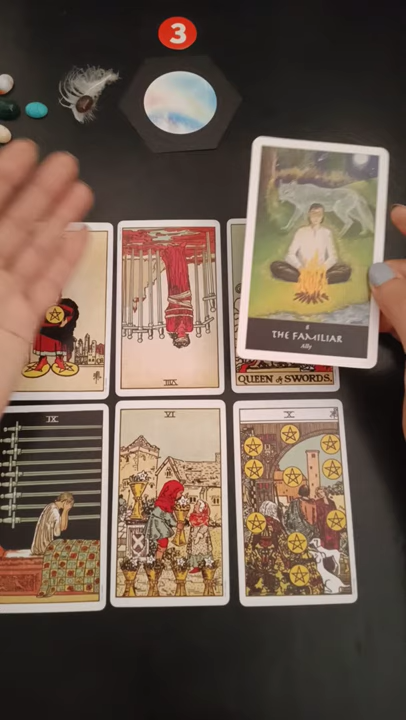 3
THE FAMILIAR
Ally
VIII
QUEEN of SWORDS.
IX
VI
X